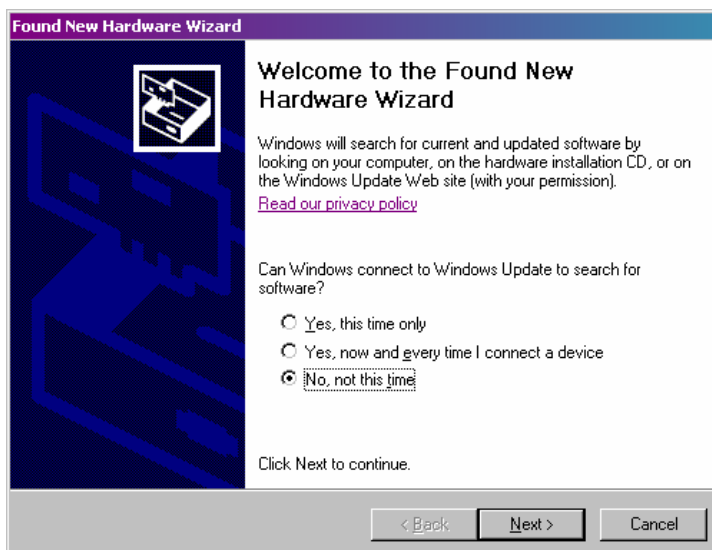 Found New Hardware Wizard
Welcome to the Found New
Hardware Wizard
Windows will search for current and updated software by
looking on your computer, on the hardware installation CD, or on
the Windows Update Web site (with your permission).
Read our privacy policy
Can Windows connect to Windows Update to search for
software?
Yes, this time only
Yes, now and every time I connect a device
No, not this time
Click Next to continue.
< Back
Next >
Cancel